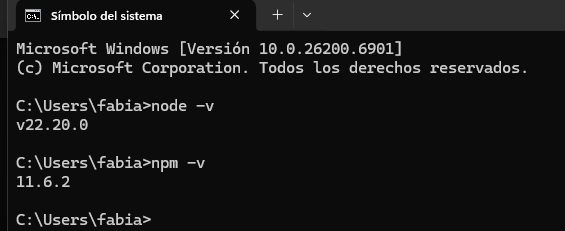 Símbolo del sistema
Microsoft Windows [Versión 10.0.26200.6901]
(c) Microsoft Corporation. Todos los derechos reservados.
C:\Users\fabia>node -v
v22.20.0
C:\Users\fabia>npm -v
11.6.2
C:\Users\fabia>